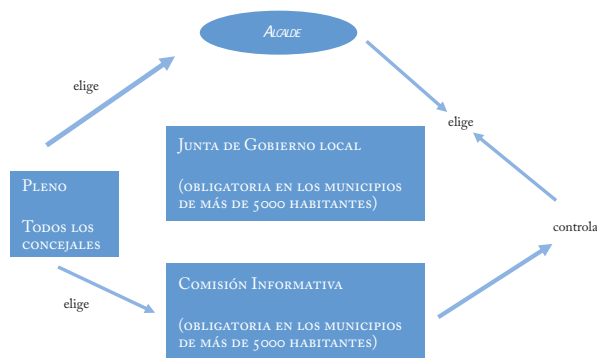 Alcalde
elige
elige
Junta de Gobierno local
(obligatoria en los municipios
de más de 5000 habitantes)
Pleno
Todos los
concejales
controla
Comisión Informativa
(obligatoria en los municipios
de más de 5000 habitantes)
elige